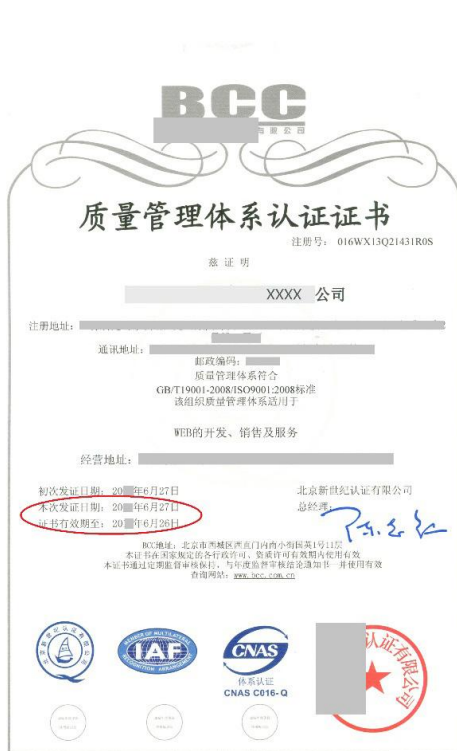 BCC
有限公司
质量管理体系认证证书
注册号： 016WX13Q21431R0S
兹 证 明
XXXX 公司
注册地址：
通讯地址：
邮政编码：
质量管理体系符合
GB/T19001-2008/ISO9001:2008标准
该组织质量管理体系适用于
WEB的开发、销售及服务
经营地址：
初次发证日期： 20 年6月27日
北京新世纪认证有限公司
本次发证日期： 20 年6月27日
总经理：
证书有效期至： 20 年6月26日
BCC地址：北京市西城区西直门内南小街国英1号11层
本证书在国家规定的各行政许可、资质许可有效期内使用有效
本证书通过定期监督审核保持，与年度监督审核结论通知书一并使用有效
查询网站：www.bcc.com.cn
MEMBER OF MULTILATERAL
IAF
RECOGNITION ARRANGEMENT
CNAS
体系认证
CNAS C016-Q
认证有限公司